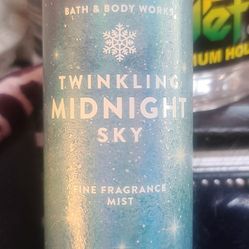 BATH & BODY WORKS
TWINKLING
MIDNIGHT
SKY
FINE FRAGRANCE
MIST